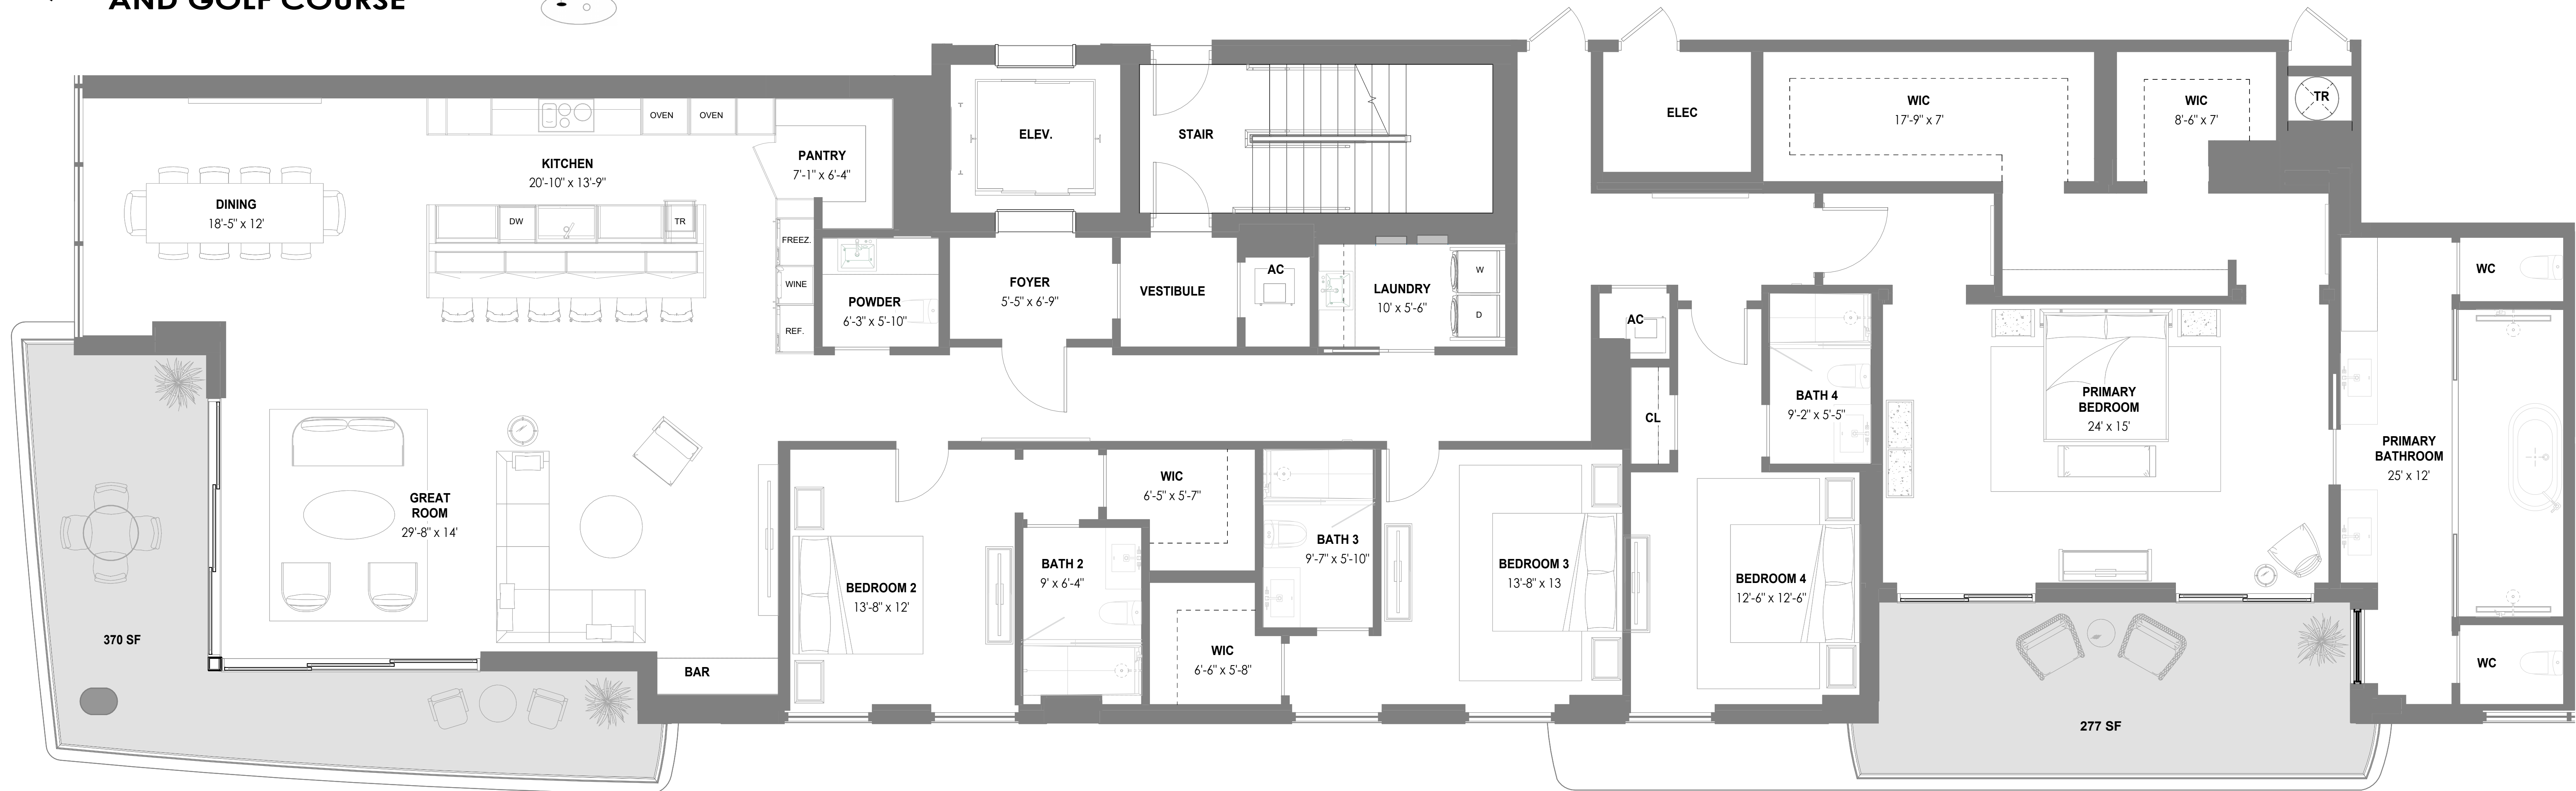 AND GOLF COURSE
DINING
18'-5" x 12'
KITCHEN
20'-10" x 13'-9"
OVEN
OVEN
DW
TR
PANTRY
7'-1" x 6'-4"
FREEZ.
WINE
REF.
POWDER
6'-3" x 5'-10"
ELEV.
FOYER
5'-5" x 6'-9"
STAIR
VESTIBULE
AC
LAUNDRY
10' x 5'-6"
W
D
ELEC
WIC
17'-9" x 7'
WIC
8'-6" x 7'
TR
AC
CL
BATH 4
9'-2" x 5'-5"
PRIMARY
BEDROOM
24' x 15'
PRIMARY
BATHROOM
25' x 12'
WC
WC
GREAT
ROOM
29'-8" x 14'
370 SF
BAR
BEDROOM 2
13'-8" x 12'
BATH 2
9' x 6'-4"
WIC
6'-5" x 5'-7"
WIC
6'-6" x 5'-8"
BATH 3
9'-7" x 5'-10"
BEDROOM 3
13'-8" x 13
BEDROOM 4
12'-6" x 12'-6"
277 SF